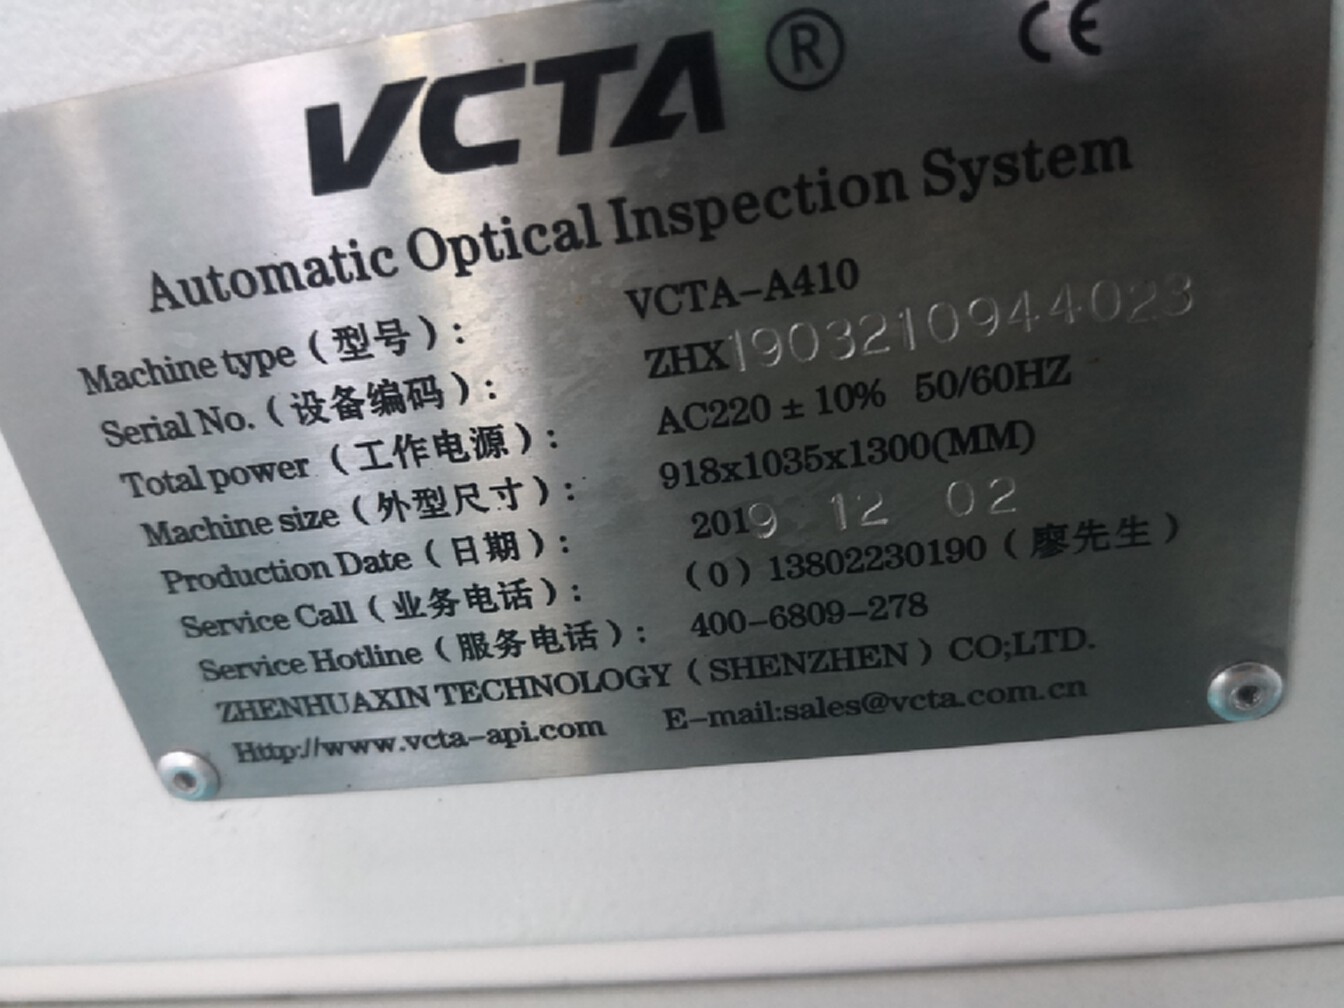 VCTA ® CE
Automatic Optical Inspection System
Machine type（型号）： VCTA-A410
Serial No.（设备编码）： ZHX1903210944023
Total power（工作电源）： AC220 ± 10% 50/60HZ
Machine size（外型尺寸）： 918x1035x1300(MM)
Production Date（日期）： 2019 12 02
Service Call（业务电话）： （0）13802230190（廖先生）
Service Hotline（服务电话）： 400-6809-278
ZHENHUAXIN TECHNOLOGY（SHENZHEN）CO;LTD.
Http://www.vcta-api.com E-mail:sales@vcta.com.cn